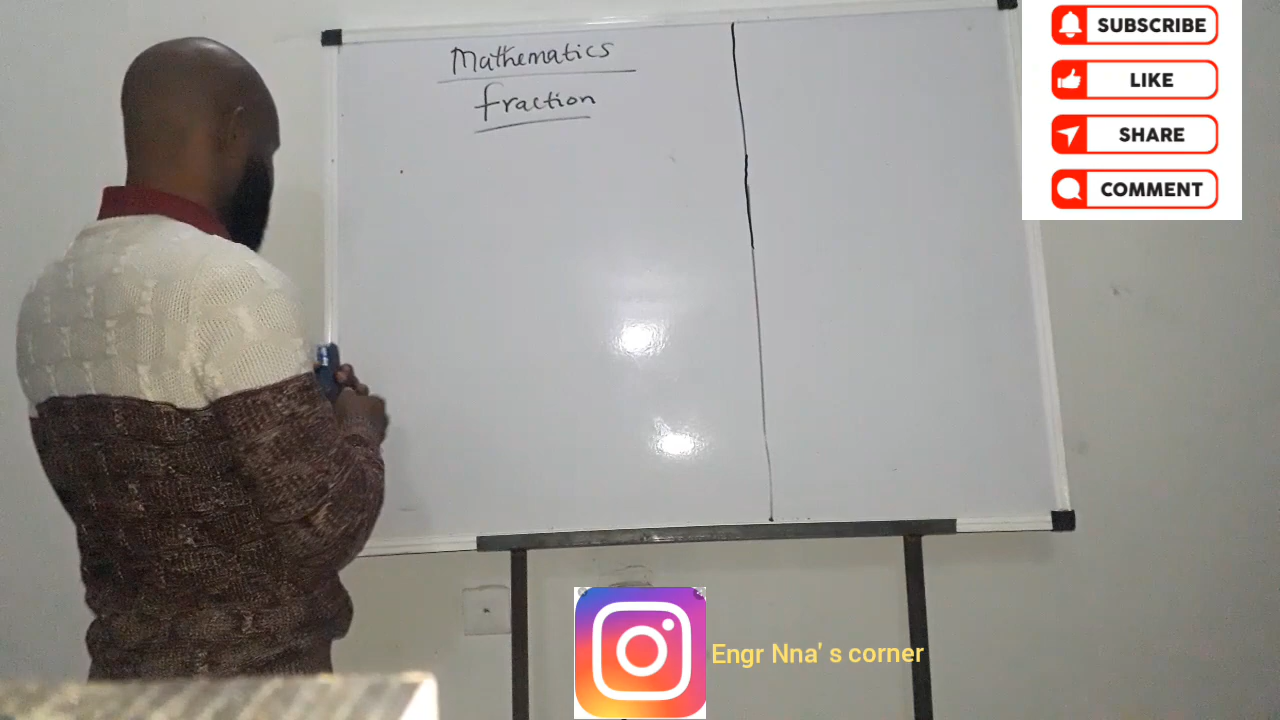 Mathematics
fraction
SUBSCRIBE
LIKE
SHARE
COMMENT
Engr Nna' s corner